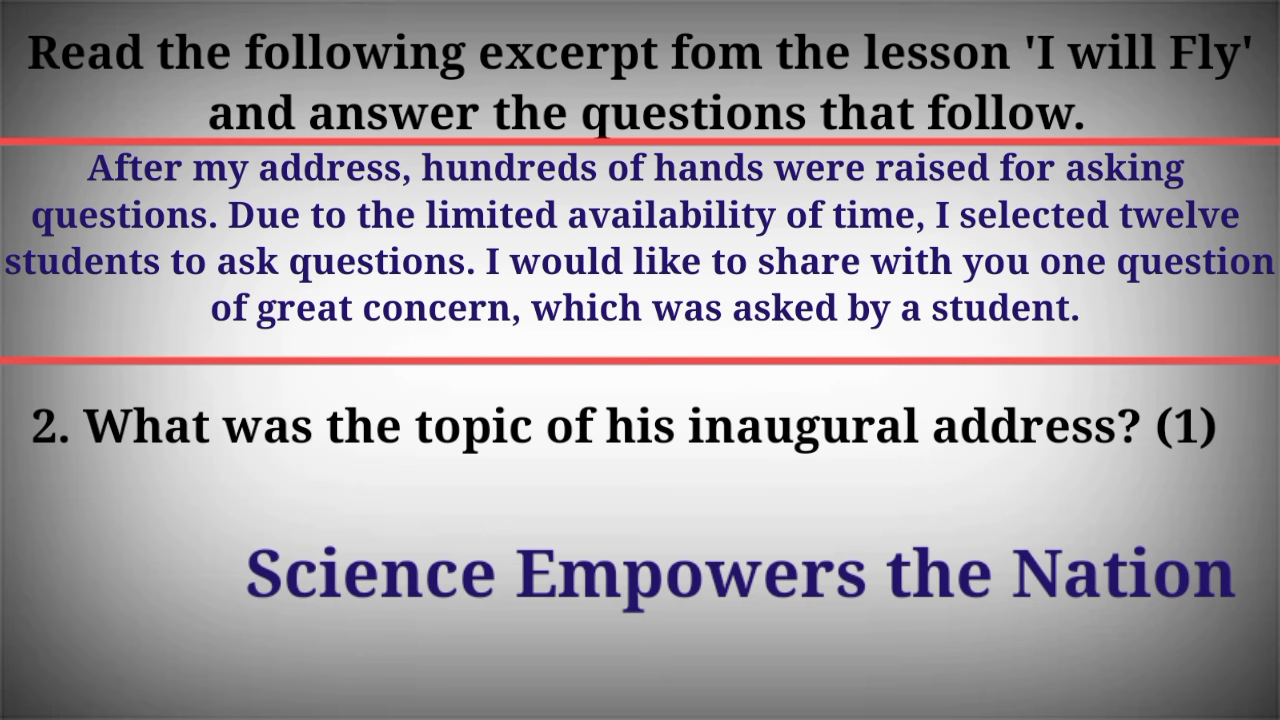 Read the following excerpt fom the lesson 'I will Fly'
and answer the questions that follow.
After my address, hundreds of hands were raised for asking
questions. Due to the limited availability of time, I selected twelve
students to ask questions. I would like to share with you one question
of great concern, which was asked by a student.
2. What was the topic of his inaugural address? (1)
Science Empowers the Nation